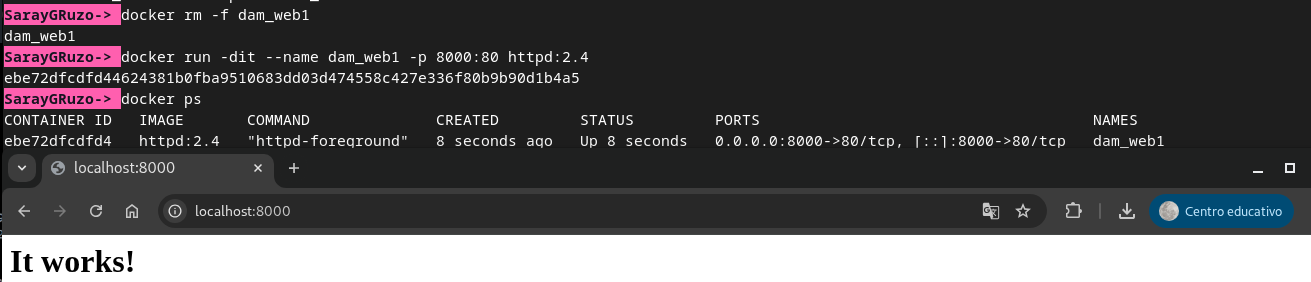 SarayGRuzo-> docker rm -f dam_web1
dam_web1
SarayGRuzo-> docker run -dit --name dam_web1 -p 8000:80 httpd:2.4
ebe72dfcdfd44624381b0fba9510683dd03d474558c427e336f80b9b90d1b4a5
SarayGRuzo-> docker ps
CONTAINER ID IMAGE COMMAND CREATED STATUS PORTS NAMES
ebe72dfcdfd4 httpd:2.4 "httpd-foreground" 8 seconds ago Up 8 seconds 0.0.0.0:8000->80/tcp, [::]:8000->80/tcp dam_web1
localhost:8000
localhost:8000 Centro educativo
It works!